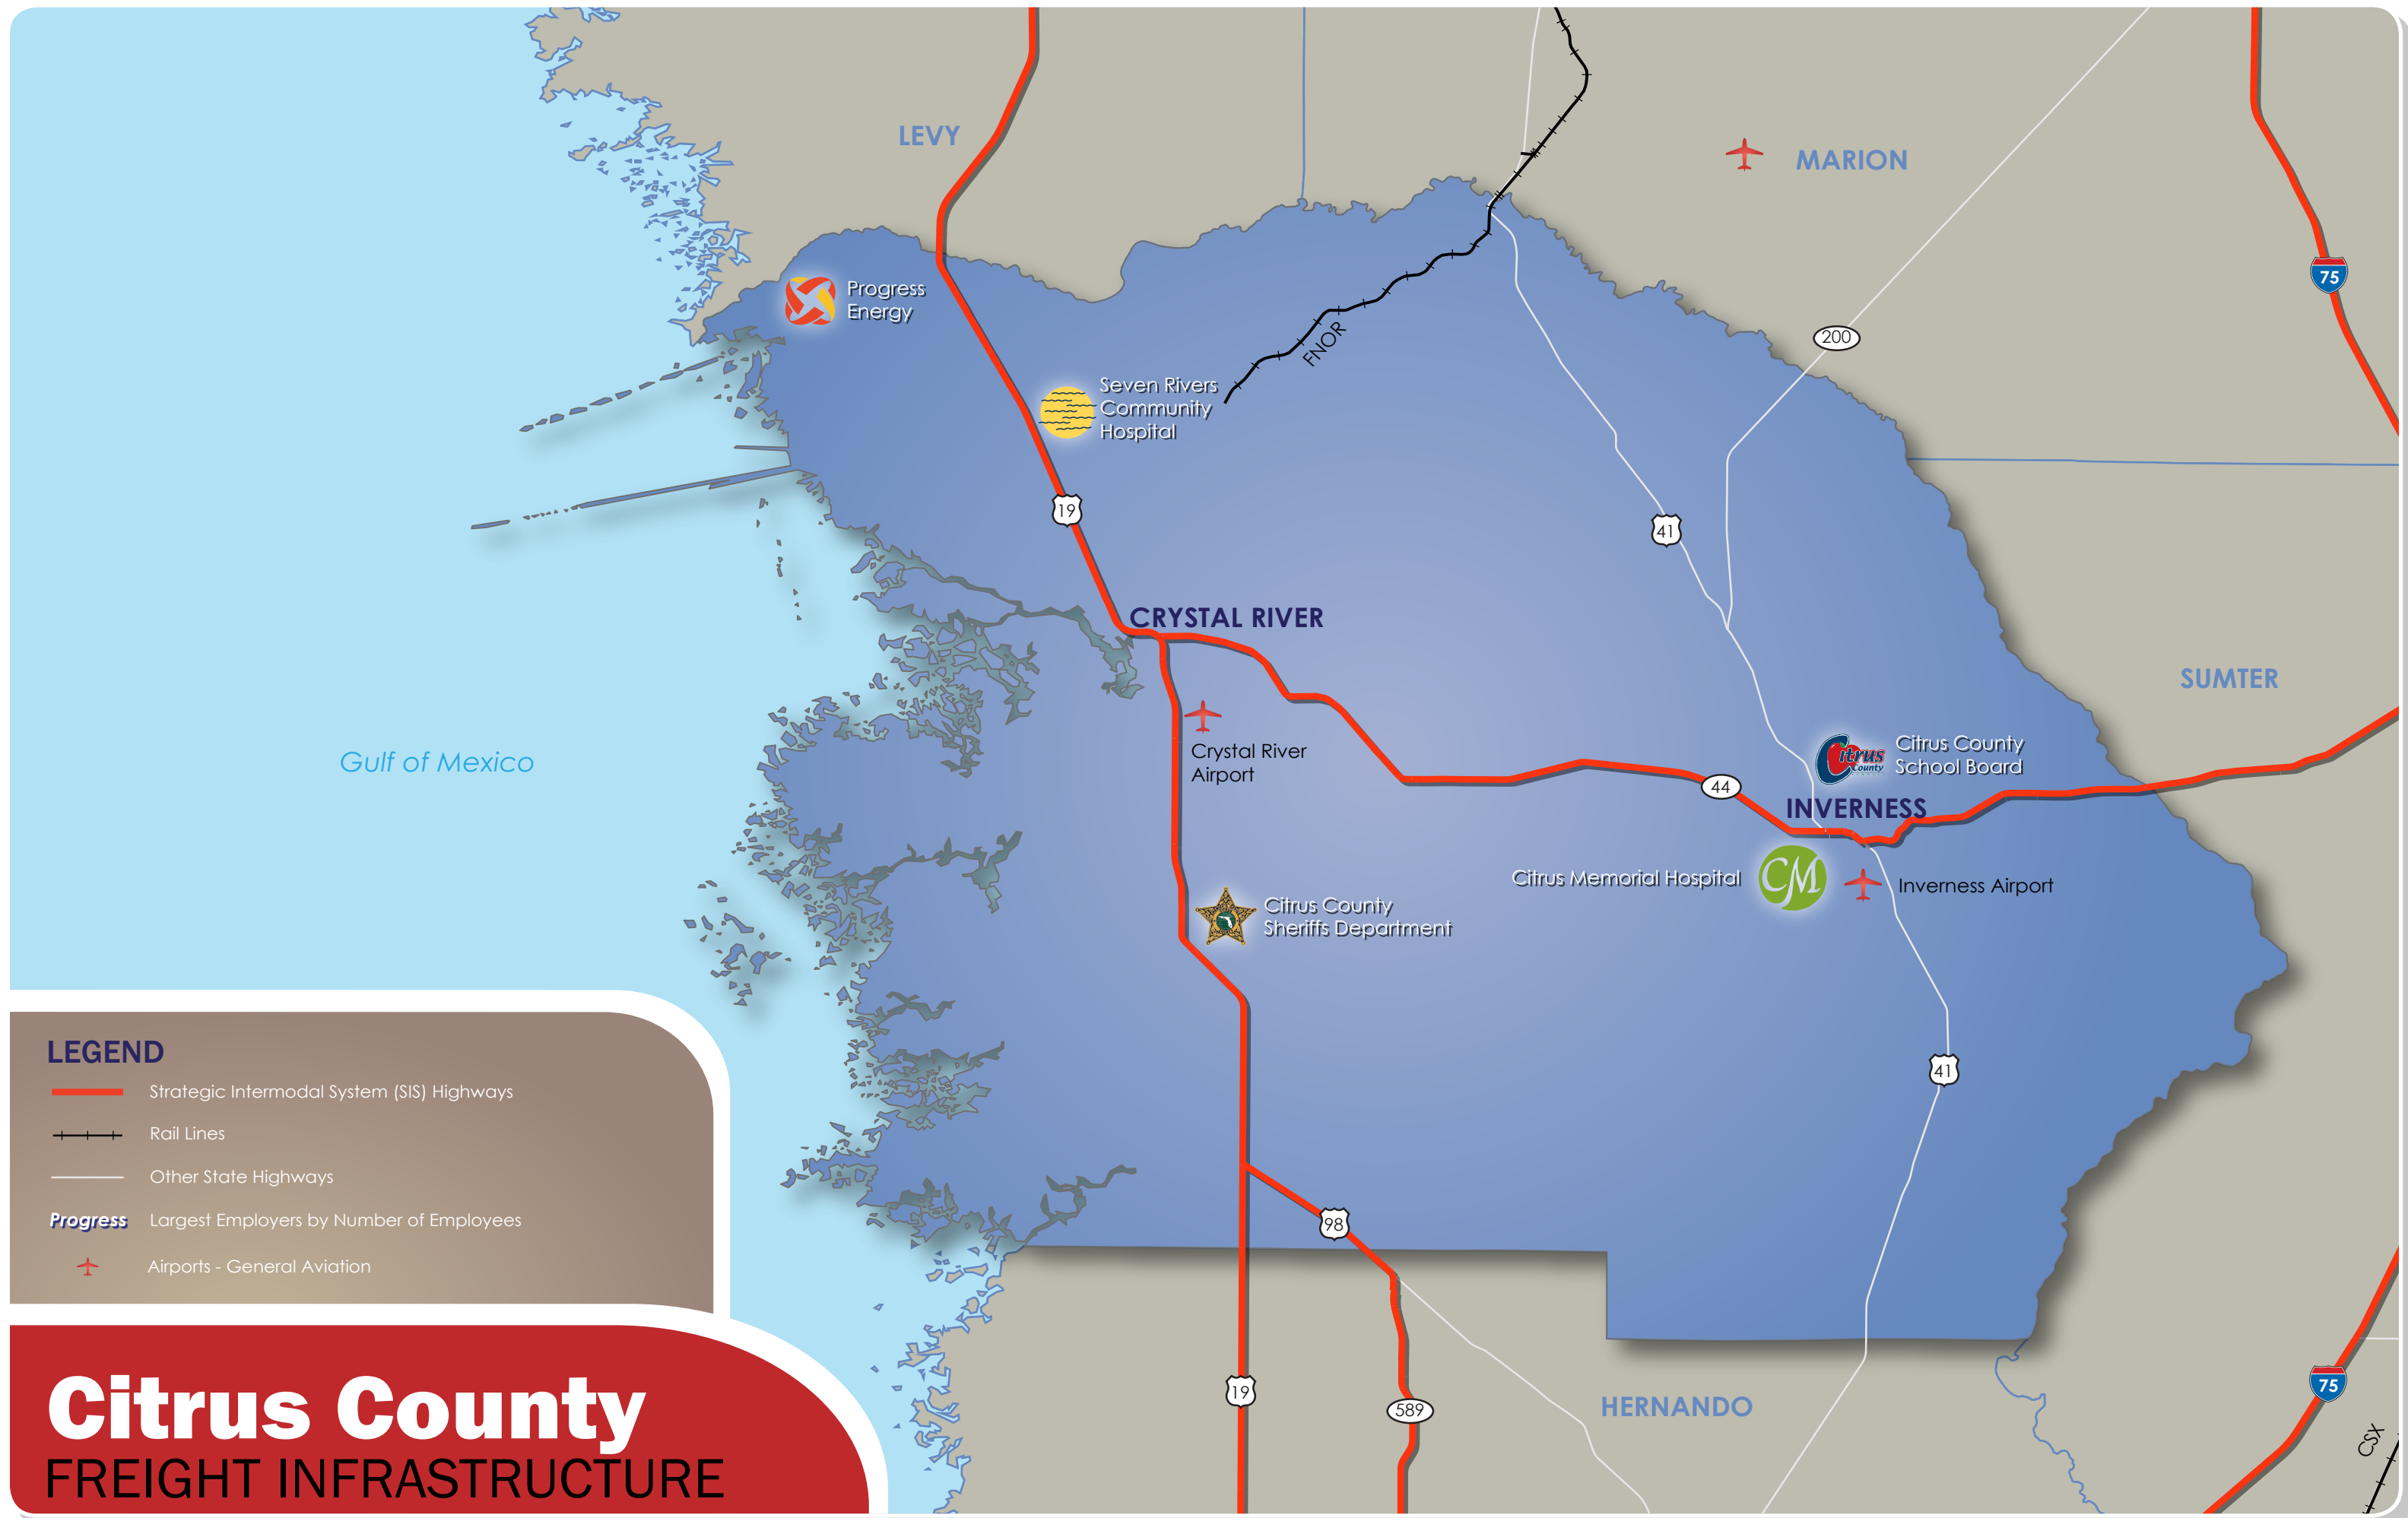 LEVY
MARION
75
Progress
Energy
200
FNOR
Seven Rivers
Community
Hospital
19
41
CRYSTAL RIVER
SUMTER
Crystal River
Airport
Gulf of Mexico
Citrus
County
Citrus County
School Board
44
INVERNESS
Citrus Memorial Hospital
CM
Inverness Airport
Citrus County
Sheriffs Department
41
98
19
589
HERNANDO
75
CSX
LEGEND
Strategic Intermodal System (SIS) Highways
Rail Lines
Other State Highways
Progress Largest Employers by Number of Employees
Airports - General Aviation
Citrus County
FREIGHT INFRASTRUCTURE